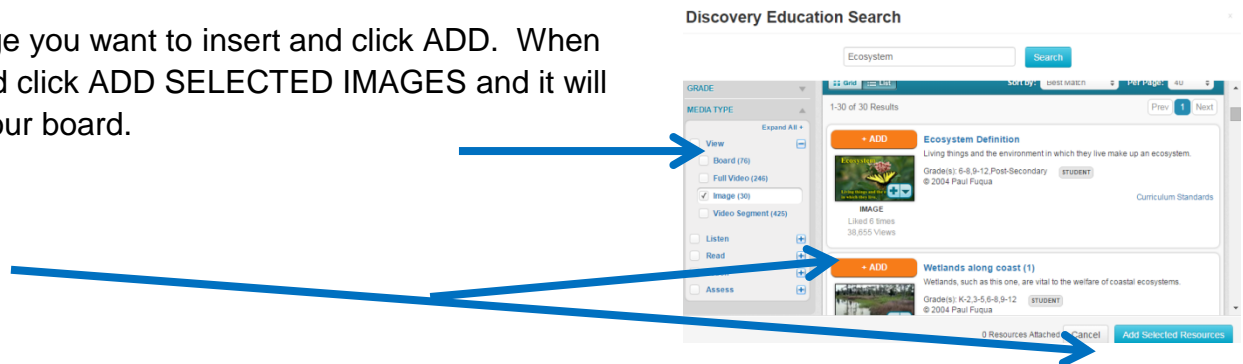 ge you want to insert and click ADD. When
d click ADD SELECTED IMAGES and it will
our board.
Discovery Education Search
Ecosystem
Search
GRADE
MEDIA TYPE
Expand All +
View
Board (76)
Full Video (246)
Image (30)
Video Segment (425)
Listen
Read
Assess
Grid
List
Sort by: Best Match
Per Page: 40
1-30 of 30 Results
Prev 1 Next
+ ADD
Ecosystem Definition
Living things and the environment in which they live make up an ecosystem.
Grade(s): 6-8,9-12,Post-Secondary STUDENT
© 2004 Paul Fuqua
Curriculum Standards
Ecosystem
IMAGE
Liked 6 times
38,655 Views
+ ADD
Wetlands along coast (1)
Wetlands, such as this one, are vital to the welfare of coastal ecosystems.
Grade(s): K-2,3-5,6-8,9-12 STUDENT
© 2004 Paul Fuqua
0 Resources Attached
Cancel
Add Selected Resources